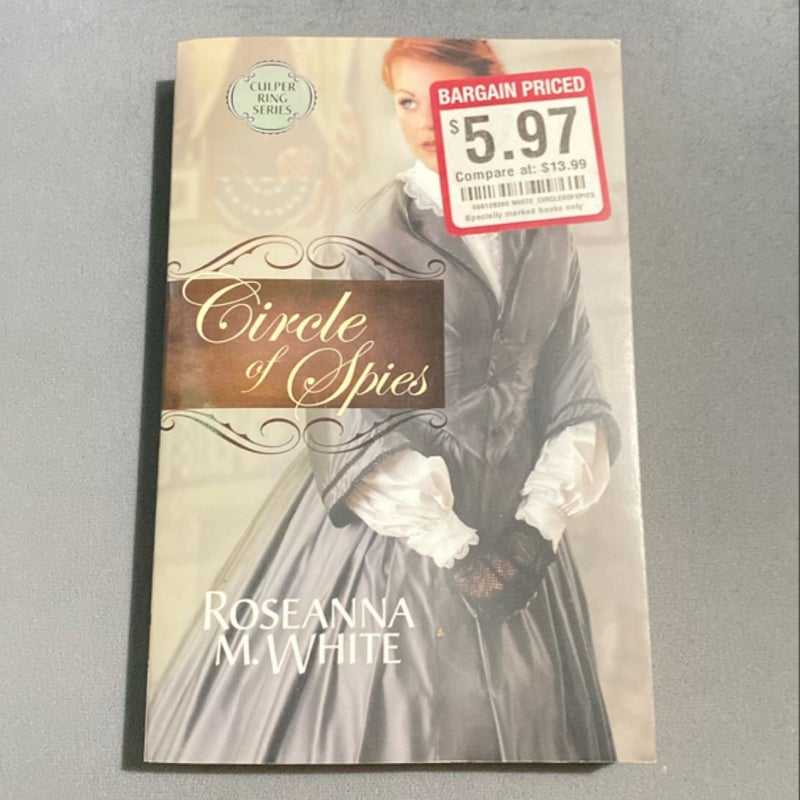 CULPER
RING
SERIES
BARGAIN PRICED
$5.97
Compare at: $13.99
Specially marked books only
Circle
of Spies
ROSEANNA
M. WHITE